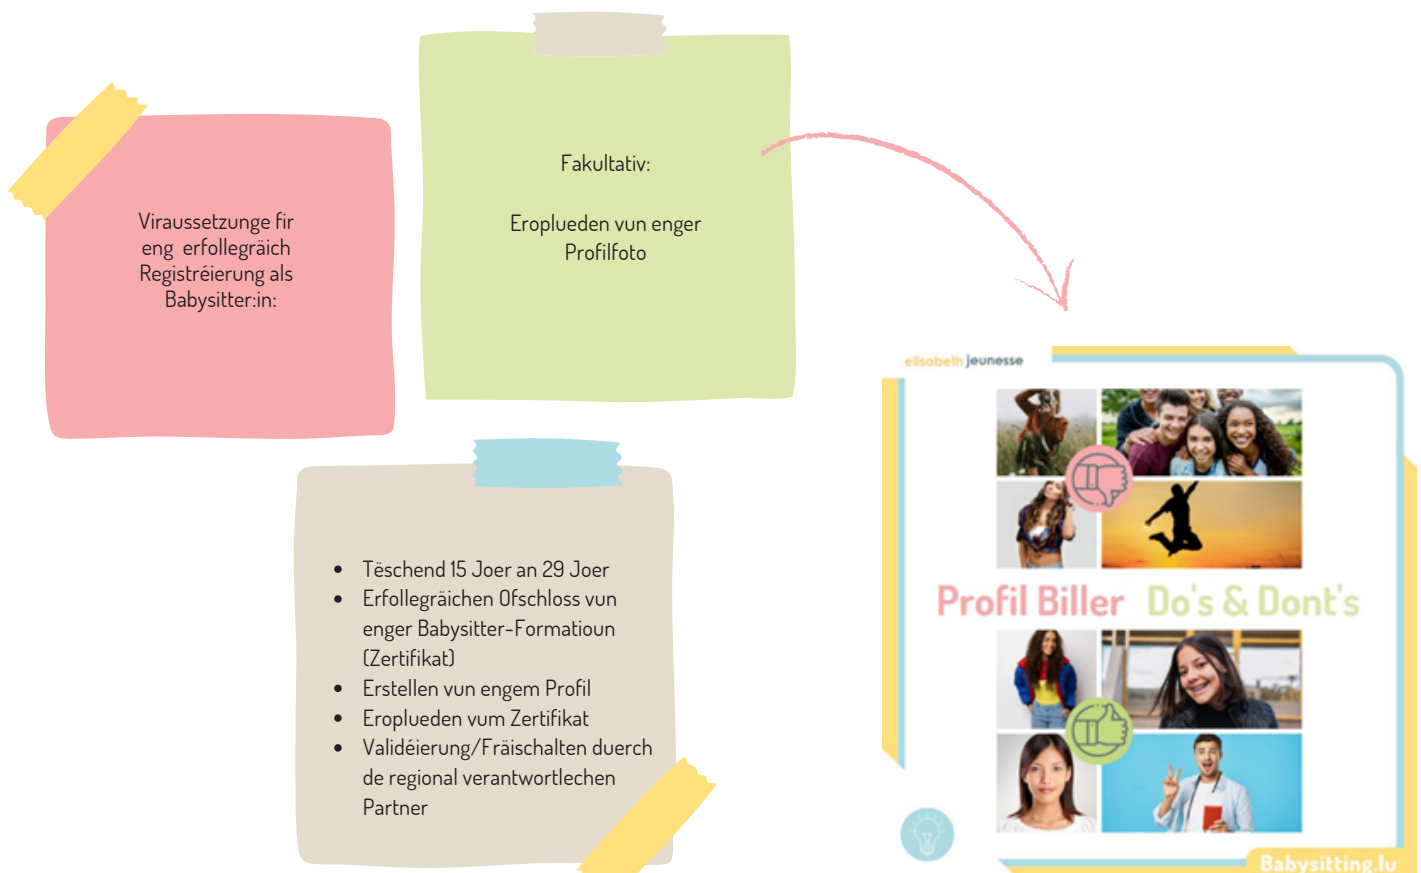 Viraussetzunge fir
eng erfollegräich
Registréierung als
Babysitter:in:
Fakultativ:
Eroplueden vun enger
Profilfoto
• Tëschend 15 Joer an 29 Joer
• Erfollegräichen Ofschloss vun
enger Babysitter-Formatioun
(Zertifikat)
• Erstellen vun engem Profil
• Eroplueden vum Zertifikat
• Validéierung/Fräischalten duerch
de regional verantwortlechen
Partner
elisabeth jeunesse
Profil Biller Do's & Dont's
Babysitting.lu